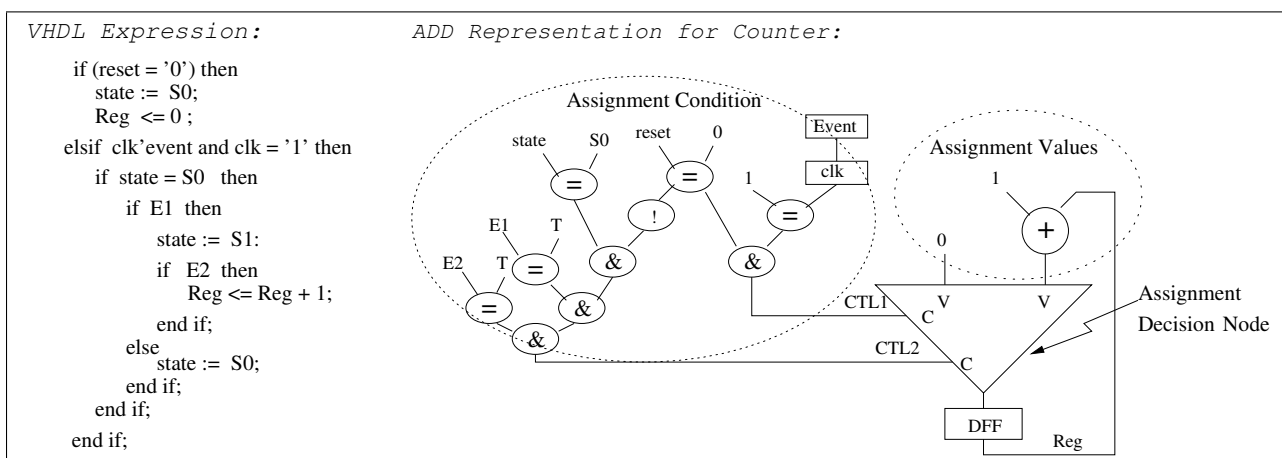 VHDL Expression:
if (reset = '0') then
state := S0;
Reg <= 0 ;
elsif clk'event and clk = '1' then
if state = S0 then
if E1 then
state := S1:
if E2 then
Reg <= Reg + 1;
end if;
else
state := S0;
end if;
end if;
end if;
ADD Representation for Counter:
Assignment Condition
state S0 reset 0 Event
= = 1 clk
! =
E1 T & &
E2 T =
= &
&
Assignment Values
1
+
0
CTL1 C V V
CTL2 C
Assignment
Decision Node
DFF
Reg